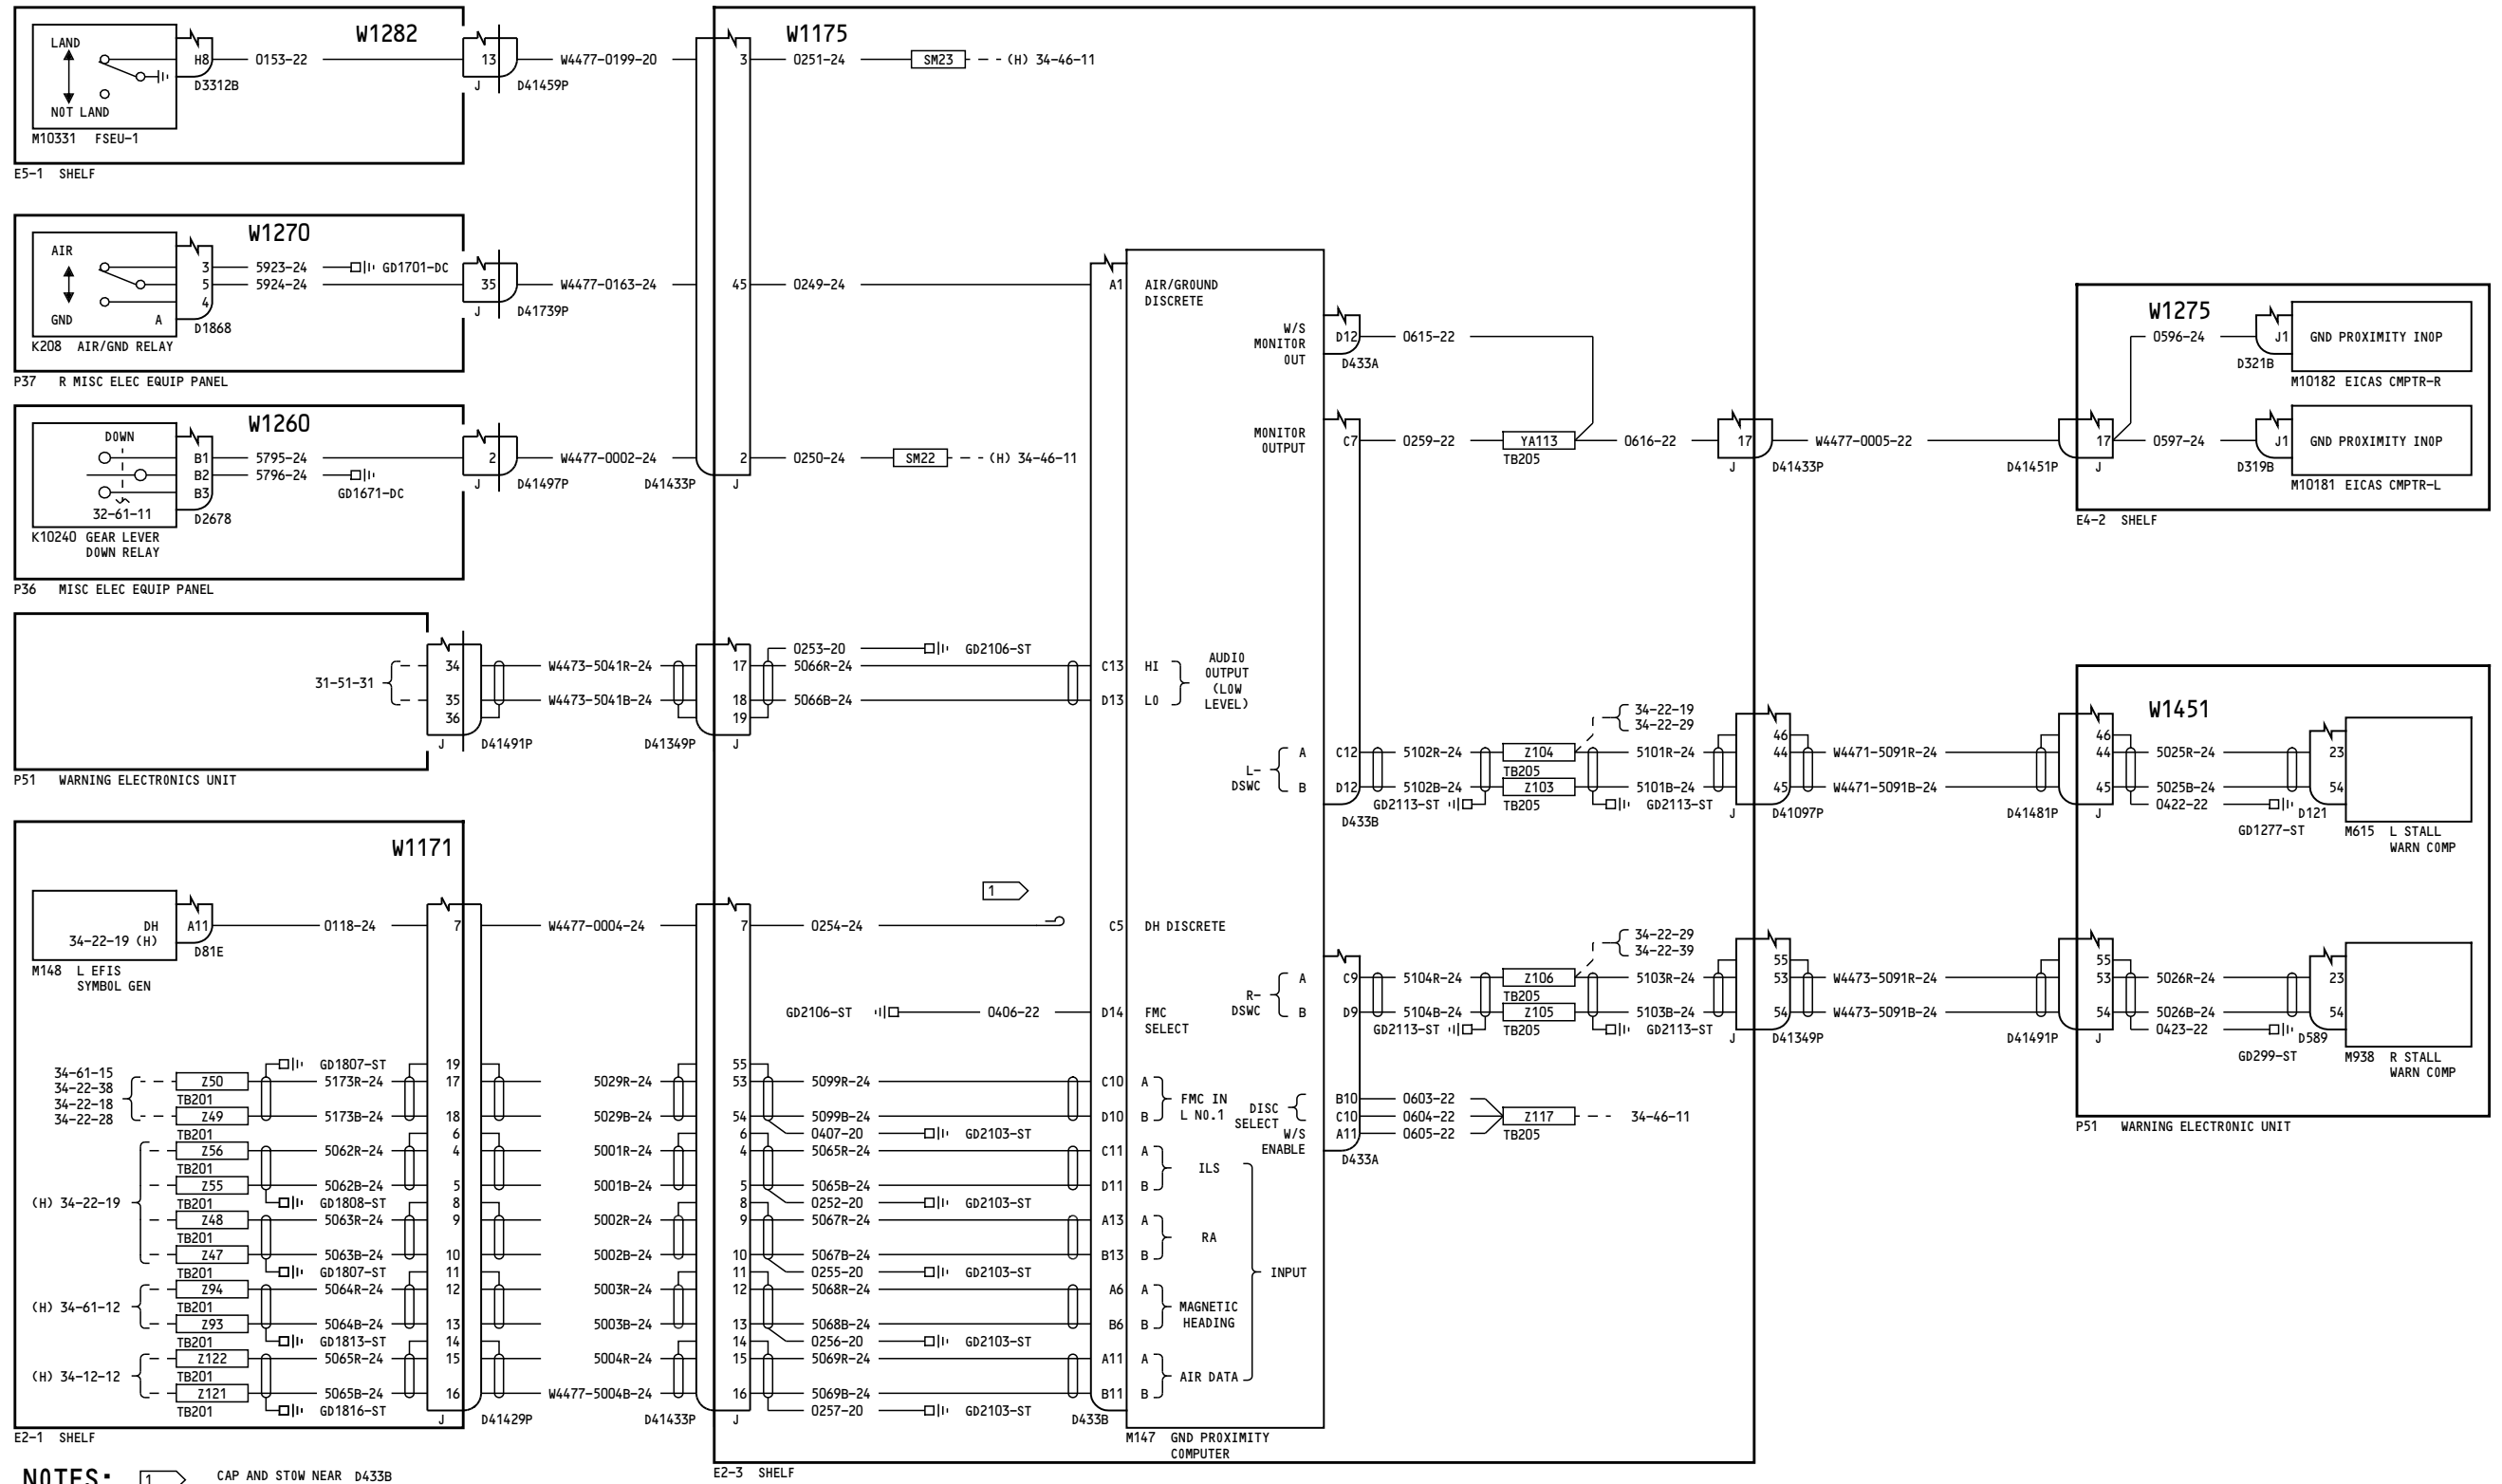 W1282
LAND
NOT LAND
H8
0153-22
13
D3312B
J
D41459P
W4477-0199-20
M10331 FSEU-1
E5-1 SHELF
W1270
AIR
GND
A
3
5
4
5923-24
5924-24
GD1701-DC
35
D1868
J
D41739P
W4477-0163-24
K208 AIR/GND RELAY
P37 R MISC ELEC EQUIP PANEL
W1260
DOWN
32-61-11
B1
B2
B3
5795-24
5796-24
GD1671-DC
2
D2678
J
D41497P
W4477-0002-24
K10240 GEAR LEVER
DOWN RELAY
P36 MISC ELEC EQUIP PANEL
31-51-31
34
35
36
J
D41491P
W4473-5041R-24
W4473-5041B-24
P51 WARNING ELECTRONICS UNIT
W1171
DH
34-22-19 (H)
A11
0118-24
7
D81E
W4477-0004-24
M148 L EFIS
SYMBOL GEN
34-61-15
34-22-38
34-22-18
34-22-28
GD1807-ST
19
Z50
5173R-24
17
5029R-24
TB201
Z49
5173B-24
18
5029B-24
TB201
6
(H) 34-22-19
Z56
5062R-24
4
5001R-24
TB201
Z55
5062B-24
5
5001B-24
TB201
GD1808-ST
8
Z48
5063R-24
9
5002R-24
TB201
Z47
5063B-24
10
5002B-24
TB201
GD1807-ST
11
(H) 34-61-12
Z94
5064R-24
12
5003R-24
TB201
Z93
5064B-24
13
5003B-24
TB201
GD1813-ST
14
(H) 34-12-12
Z122
5065R-24
15
5004R-24
TB201
Z121
5065B-24
16
W4477-5004B-24
TB201
GD1816-ST
J
D41429P
E2-1 SHELF
NOTES:
1
CAP AND STOW NEAR D433B
W1175
3
0251-24
SM23
(H) 34-46-11
45
0249-24
A1
AIR/GROUND
DISCRETE
2
0250-24
SM22
(H) 34-46-11
D41433P
J
0253-20
GD2106-ST
17
5066R-24
C13
HI
18
5066B-24
D13
LO
19
AUDIO
OUTPUT
(LOW
LEVEL)
D41349P
J
1
7
0254-24
C5
DH DISCRETE
GD2106-ST
0406-22
D14
FMC
SELECT
55
53
5099R-24
C10
A
54
5099B-24
D10
B
FMC IN
L NO.1
6
0407-20
GD2103-ST
4
5065R-24
C11
A
ILS
5
5065B-24
D11
B
8
0252-20
GD2103-ST
9
5067R-24
A13
A
RA
10
5067B-24
B13
B
11
0255-20
GD2103-ST
INPUT
12
5068R-24
A6
A
MAGNETIC
HEADING
13
5068B-24
B6
B
14
0256-20
GD2103-ST
15
5069R-24
A11
A
AIR DATA
16
5069B-24
B11
B
0257-20
GD2103-ST
D41433P
J
D433B
M147 GND PROXIMITY
COMPUTER
E2-3 SHELF
W/S
MONITOR
OUT
D12
0615-22
D433A
MONITOR
OUTPUT
C7
0259-22
YA113
TB205
0616-22
17
J
D41433P
W4477-0005-22
L-
DSWC
A
C12
5102R-24
Z104
TB205
34-22-19
34-22-29
5101R-24
B
D12
5102B-24
Z103
TB205
5101B-24
GD2113-ST
GD2113-ST
D433B
46
44
45
J
D41097P
W4471-5091R-24
W4471-5091B-24
R-
DSWC
A
C9
5104R-24
Z106
TB205
34-22-29
34-22-39
5103R-24
B
D9
5104B-24
Z105
TB205
5103B-24
GD2113-ST
GD2113-ST
55
53
54
J
D41349P
W4473-5091R-24
W4473-5091B-24
DISC
SELECT
B10
0603-22
C10
0604-22
W/S
ENABLE
A11
0605-22
Z117
TB205
34-46-11
D433A
W1275
0596-24
J1
GND PROXIMITY INOP
D321B
M10182 EICAS CMPTR-R
17
0597-24
J1
GND PROXIMITY INOP
D41451P
J
D319B
M10181 EICAS CMPTR-L
E4-2 SHELF
W1451
46
44
5025R-24
23
45
5025B-24
54
0422-22
D41481P
J
GD1277-ST
D121
M615 L STALL
WARN COMP
55
53
5026R-24
23
54
5026B-24
54
0423-22
D41491P
J
GD299-ST
D589
M938 R STALL
WARN COMP
P51 WARNING ELECTRONIC UNIT